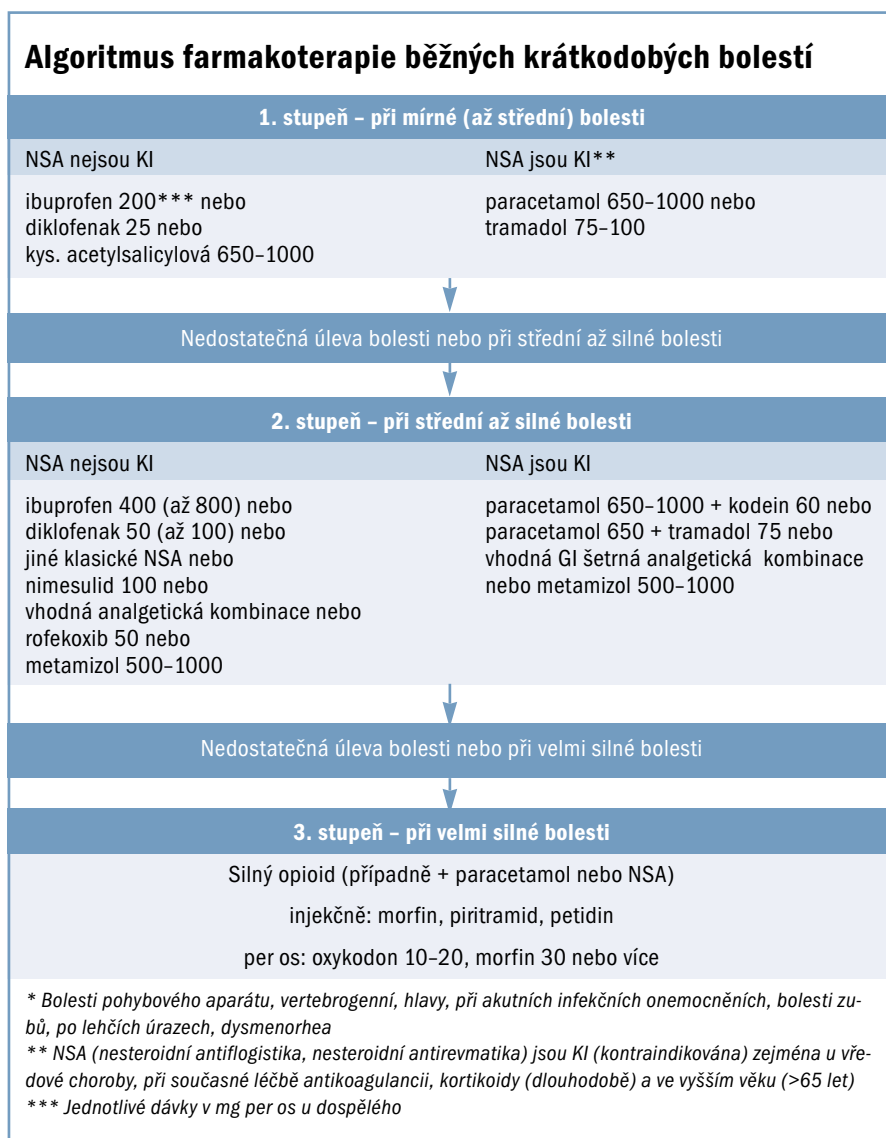 Algoritmus farmakoterapie běžných krátkodobých bolestí
1. stupeň – při mírné (až střední) bolesti
NSA nejsou KI
ibuprofen 200*** nebo
diklofenak 25 nebo
kys. acetylsalicylová 650–1000
NSA jsou KI**
paracetamol 650–1000 nebo
tramadol 75–100
Nedostatečná úleva bolesti nebo při střední až silné bolesti
2. stupeň – při střední až silné bolesti
NSA nejsou KI
ibuprofen 400 (až 800) nebo
diklofenak 50 (až 100) nebo
jiné klasické NSA nebo
nimesulid 100 nebo
vhodná analgetická kombinace nebo
rofekoxib 50 nebo
metamizol 500–1000
NSA jsou KI
paracetamol 650–1000 + kodein 60 nebo
paracetamol 650 + tramadol 75 nebo
vhodná GI šetrná analgetická kombinace
nebo metamizol 500–1000
Nedostatečná úleva bolesti nebo při velmi silné bolesti
3. stupeň – při velmi silné bolesti
Silný opioid (případně + paracetamol nebo NSA)
injekčně: morfin, piritramid, petidin
per os: oxykodon 10–20, morfin 30 nebo více
* Bolesti pohybového aparátu, vertebrogenní, hlavy, při akutních infekčních onemocněních, bolesti zu-
bů, po lehčích úrazech, dysmenorhea
** NSA (nesteroidní antiflogistika, nesteroidní antirevmatika) jsou KI (kontraindikována) zejména u vře-
dové choroby, při současné léčbě antikoagulancii, kortikoidy (dlouhodobě) a ve vyšším věku (>65 let)
*** Jednotlivé dávky v mg per os u dospělého